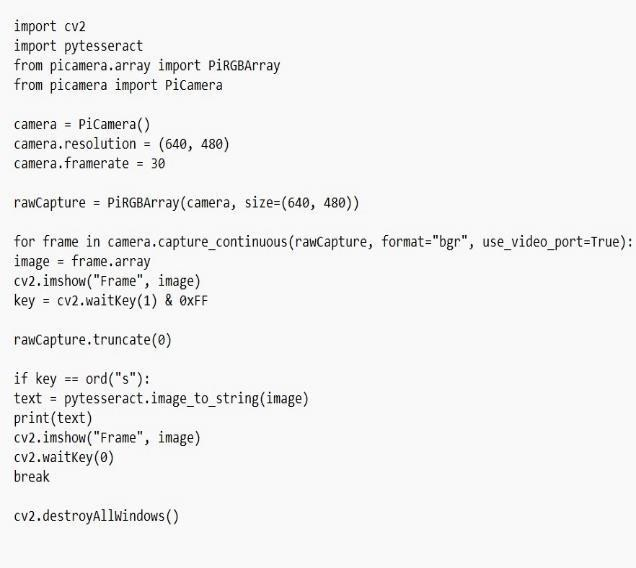 import cv2
import pytesseract
from picamera.array import PiRGBArray
from picamera import PiCamera
camera = PiCamera()
camera.resolution = (640, 480)
camera.framerate = 30
rawCapture = PiRGBArray(camera, size=(640, 480))
for frame in camera.capture_continuous(rawCapture, format="bgr", use_video_port=True):
image = frame.array
cv2.imshow("Frame", image)
key = cv2.waitKey(1) & 0xFF
rawCapture.truncate(0)
if key == ord("s"):
text = pytesseract.image_to_string(image)
print(text)
cv2.imshow("Frame", image)
cv2.waitKey(0)
break
cv2.destroyAllWindows()